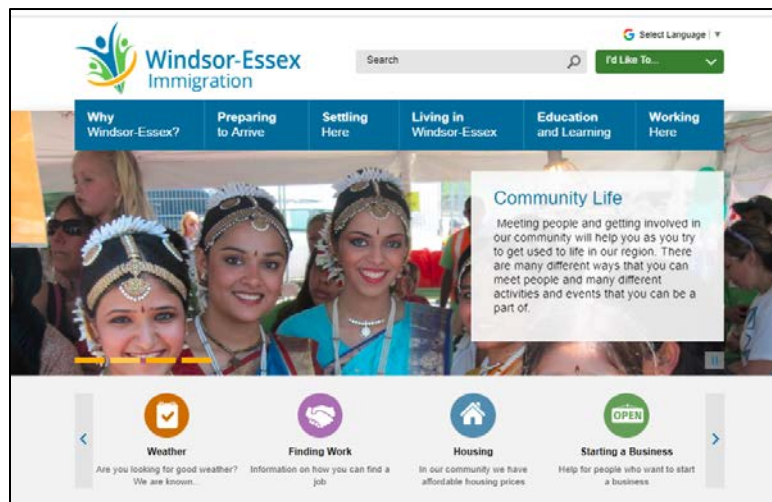 Select Language ▼
Windsor-Essex
Immigration
Search
I'd Like To...
Why
Windsor-Essex?
Preparing
to Arrive
Settling
Here
Living in
Windsor-Essex
Education
and Learning
Working
Here
Community Life
Meeting people and getting involved in
our community will help you as you try
to get used to life in our region. There
are many different ways that you can
meet people and many different
activities and events that you can be a
part of.
Weather
Are you looking for good weather?
We are known...
Finding Work
Information on how you can find a
job
Housing
In our community we have
affordable housing prices
OPEN
Starting a Business
Help for people who want to start
a business